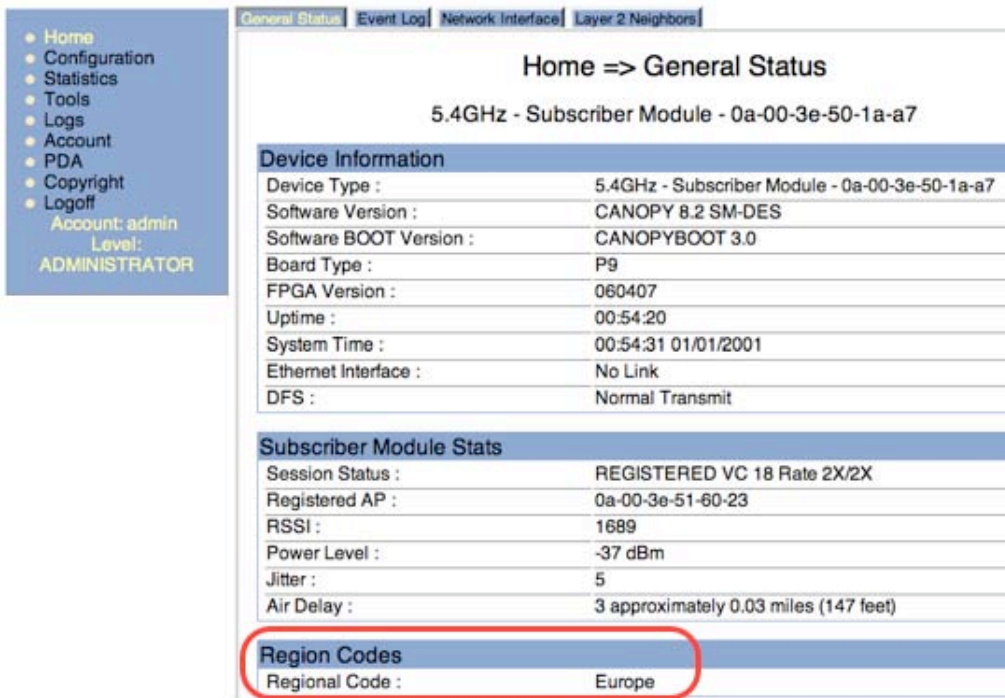 General Status Event Log Network Interface Layer 2 Neighbors
Home
Configuration
Statistics
Tools
Logs
Account
PDA
Copyright
Logoff
Account: admin
Level:
ADMINISTRATOR
Home => General Status
5.4GHz - Subscriber Module - 0a-00-3e-50-1a-a7
Device Information
Device Type : 5.4GHz - Subscriber Module - 0a-00-3e-50-1a-a7
Software Version : CANOPY 8.2 SM-DES
Software BOOT Version : CANOPYBOOT 3.0
Board Type : P9
FPGA Version : 060407
Uptime : 00:54:20
System Time : 00:54:31 01/01/2001
Ethernet Interface : No Link
DFS : Normal Transmit
Subscriber Module Stats
Session Status : REGISTERED VC 18 Rate 2X/2X
Registered AP : 0a-00-3e-51-60-23
RSSI : 1689
Power Level : -37 dBm
Jitter : 5
Air Delay : 3 approximately 0.03 miles (147 feet)
Region Codes
Regional Code : Europe